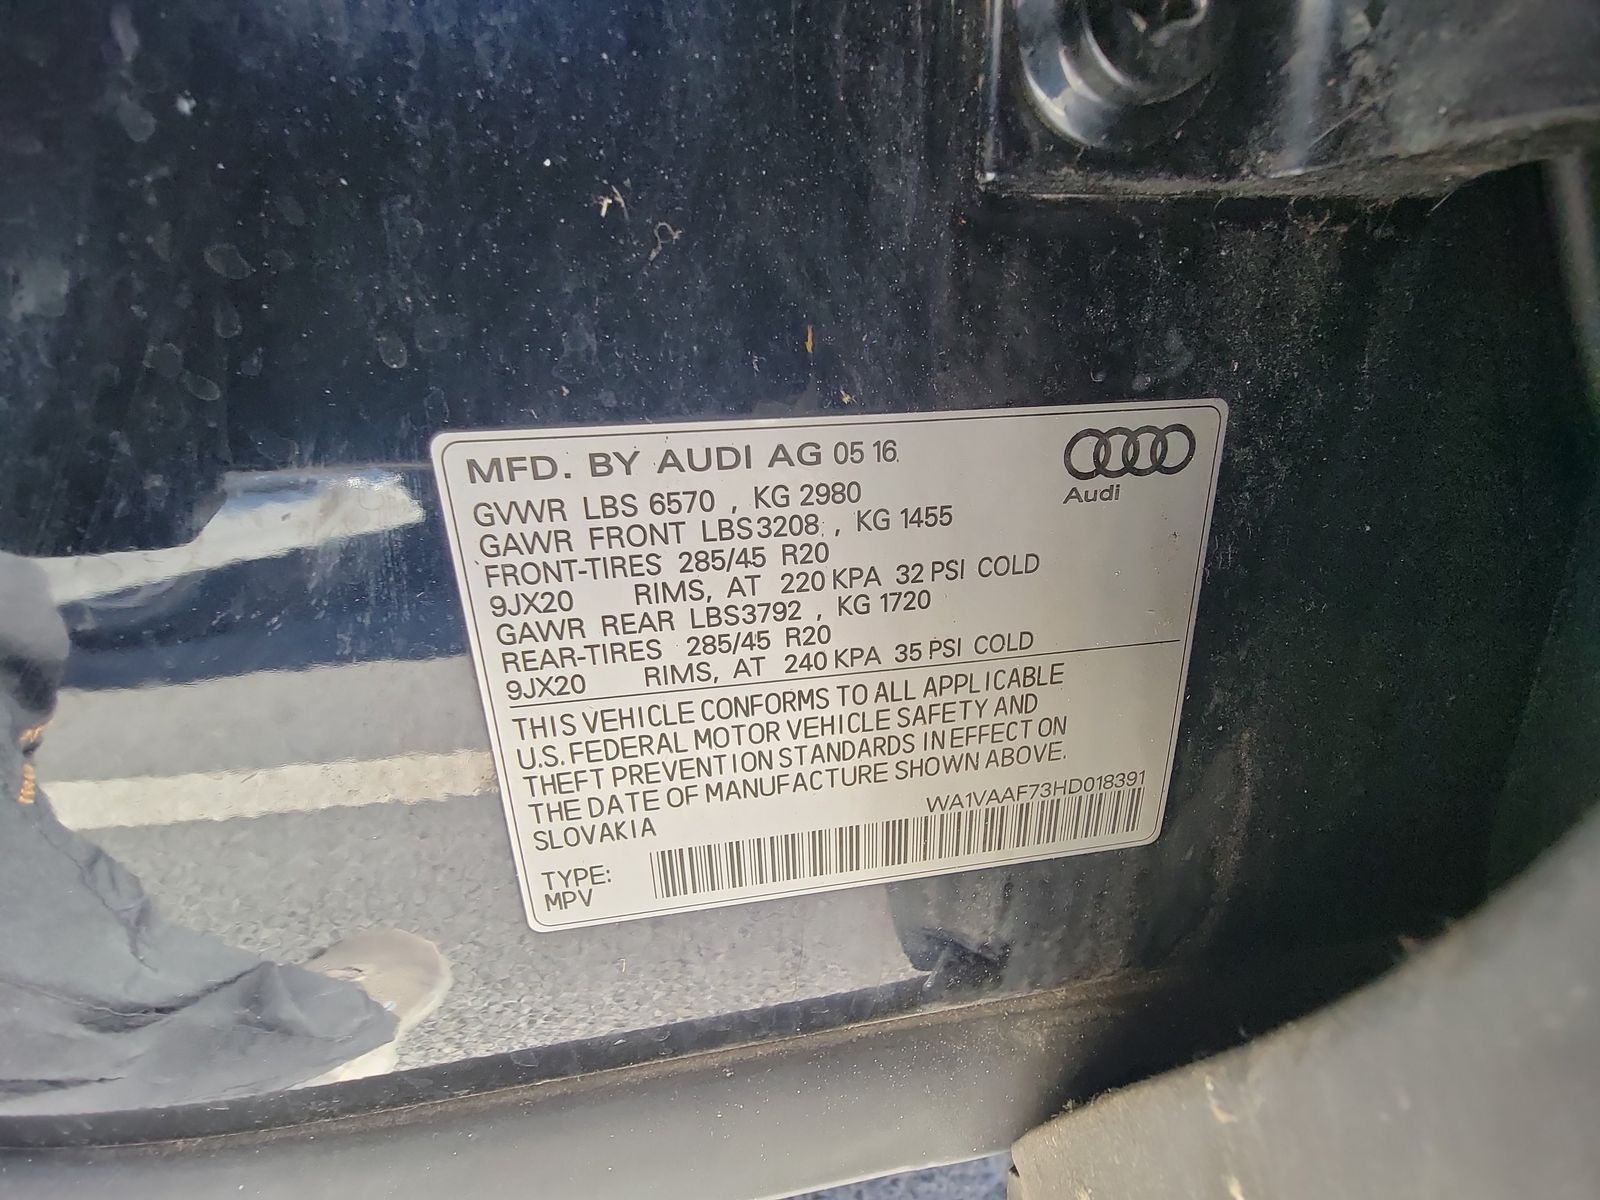 MFD. BY AUDI AG 05 16
Audi
GVWR LBS 6570 , KG 2980
GAWR FRONT LBS3208 , KG 1455
FRONT-TIRES 285/45 R20
9JX20 RIMS, AT 220 KPA 32 PSI COLD
GAWR REAR LBS3792 , KG 1720
REAR-TIRES 285/45 R20
9JX20 RIMS, AT 240 KPA 35 PSI COLD
THIS VEHICLE CONFORMS TO ALL APPLICABLE
U.S. FEDERAL MOTOR VEHICLE SAFETY AND
THEFT PREVENTION STANDARDS IN EFFECT ON
THE DATE OF MANUFACTURE SHOWN ABOVE.
SLOVAKIA
WA1VAAF73HD018391
TYPE:
MPV